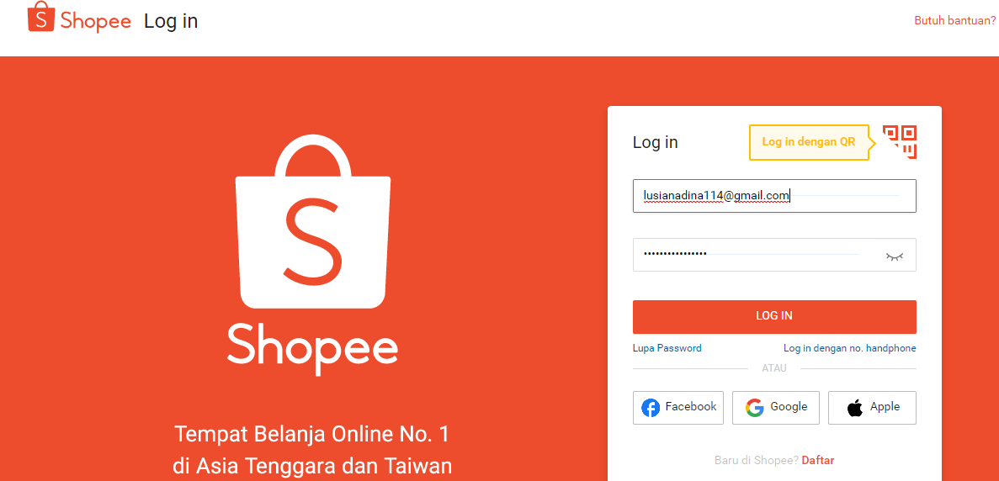 S Shopee Log in
Butuh bantuan?
S
Shopee
Tempat Belanja Online No. 1
di Asia Tenggara dan Taiwan
Log in
Log in dengan QR
lusianadina114@gmail.com
••••••••••••••••
LOG IN
Lupa Password
Log in dengan no. handphone
ATAU
Facebook
Google
Apple
Baru di Shopee? Daftar